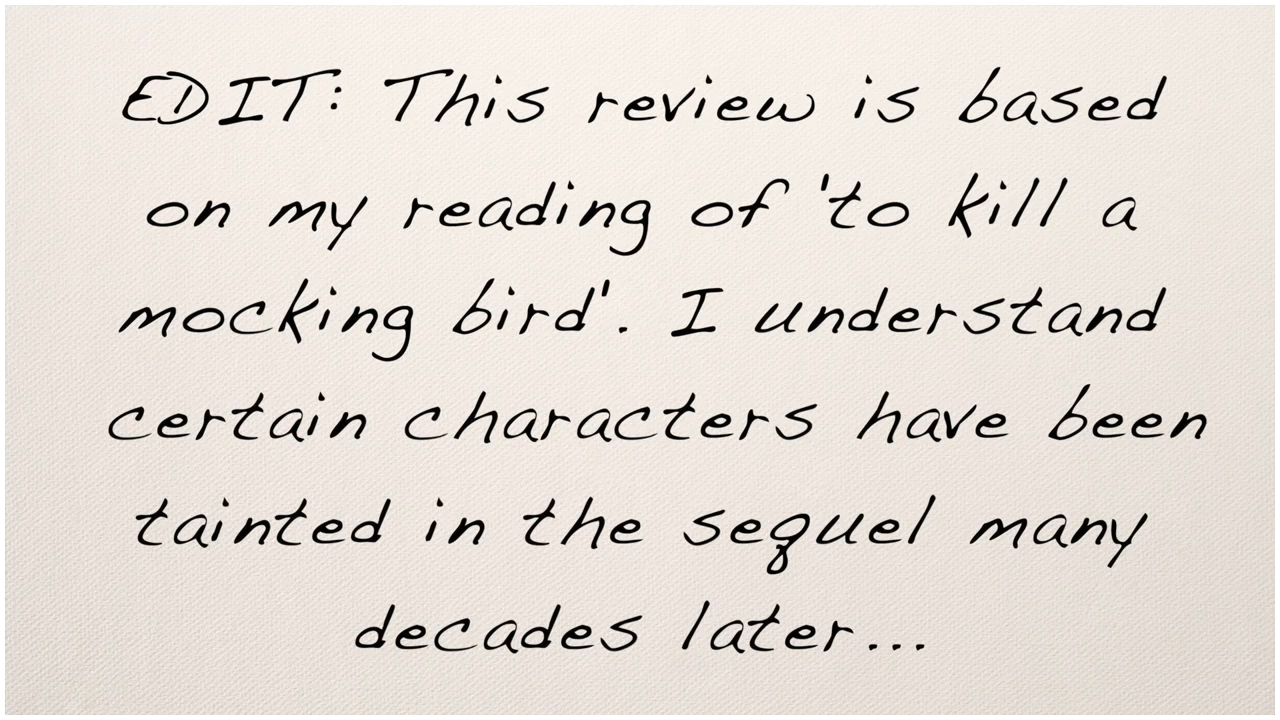 EDIT: This review is based
on my reading of 'to kill a
mocking bird'. I understand
certain characters have been
tainted in the sequel many
decades later...